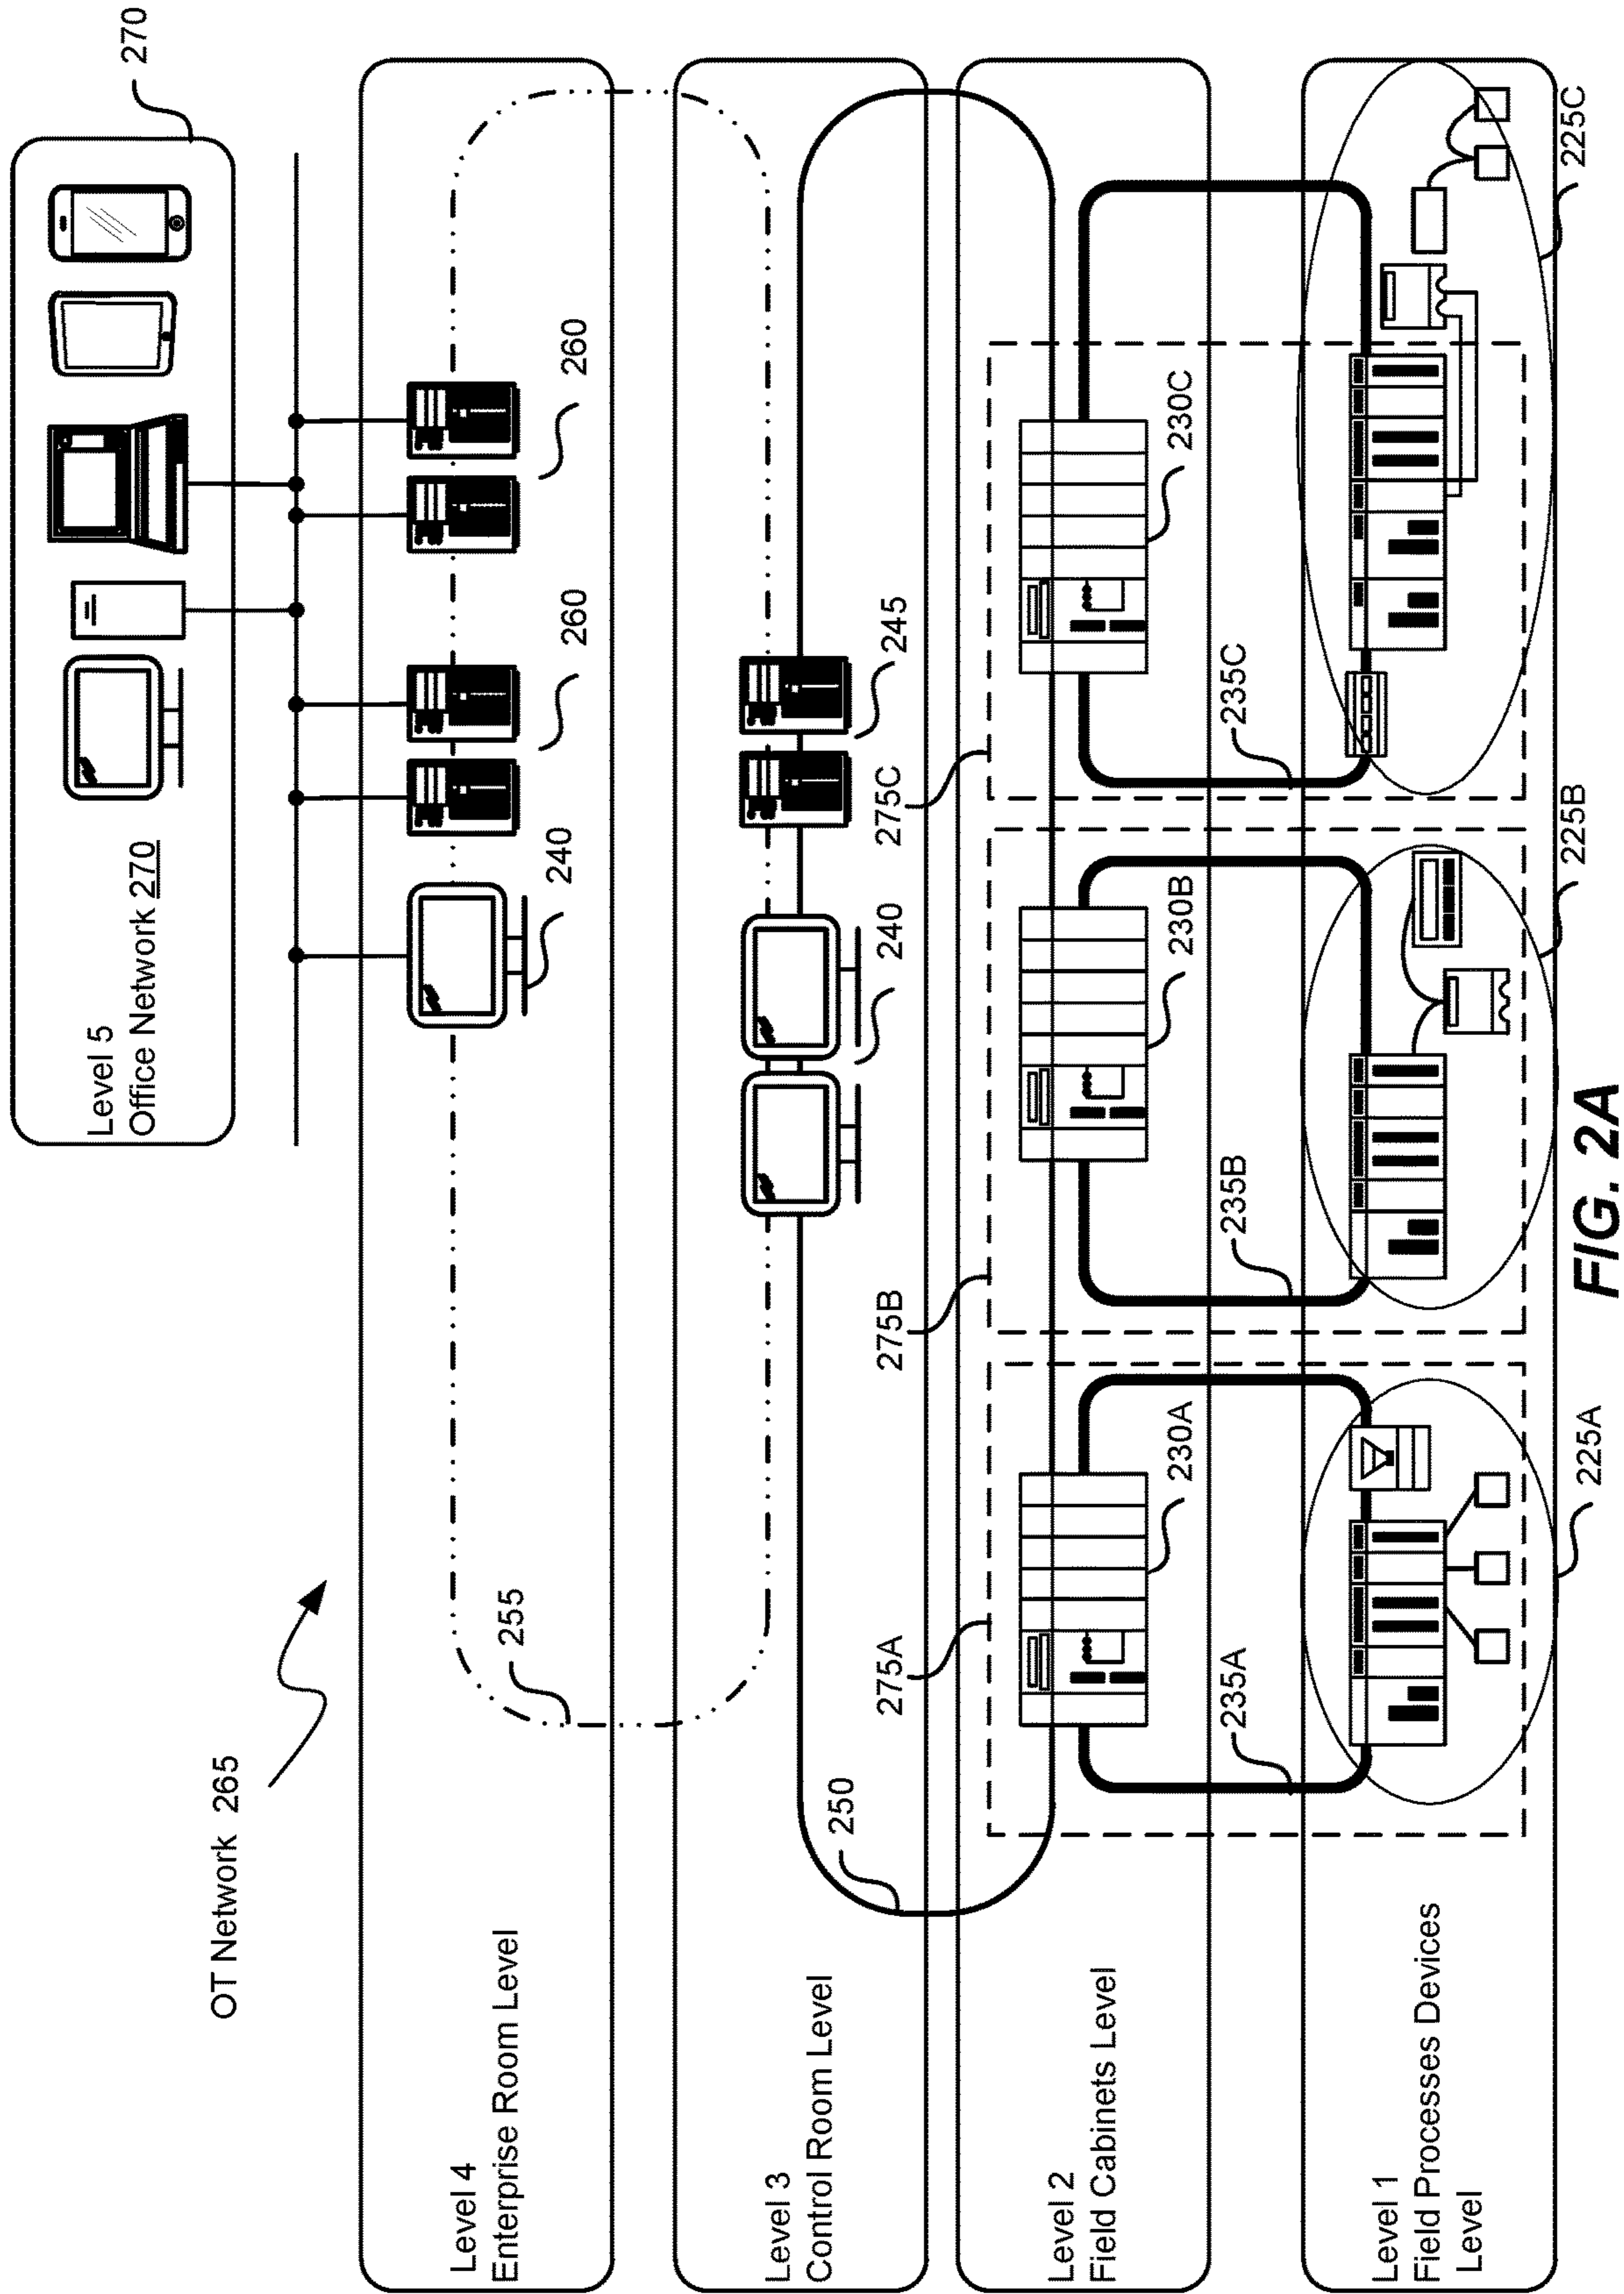 270
Level 5
Office Network 270
OT Network 265
Level 4
Enterprise Room Level
260
260
240
255
Level 3
Control Room Level
245
240
250
275A
275B
275C
Level 2
Field Cabinets Level
230A
230B
230C
235A
235B
235C
Level 1
Field Processes Devices
Level
225A
225B
225C
FIG. 2A